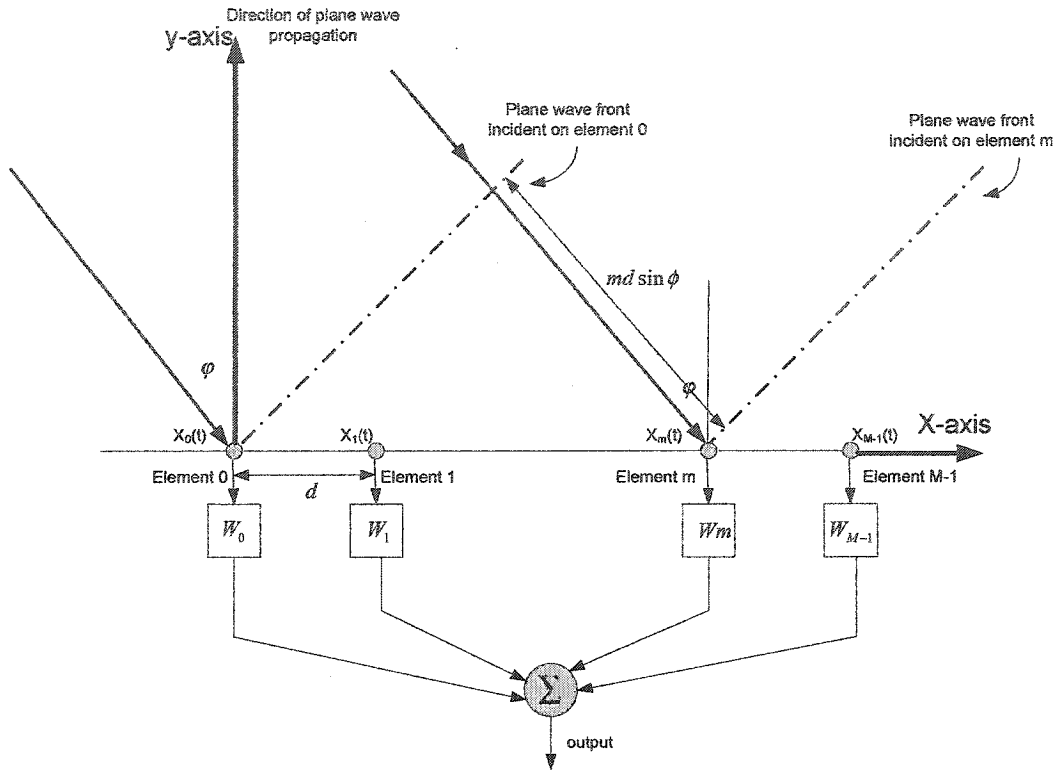 Direction of plane wave
propagation
y-axis
Plane wave front
incident on element 0
Plane wave front
incident on element m
md sin ϕ
φ
φ
X0(t)
X1(t)
Xm(t)
XM-1(t)
X-axis
Element 0
d
Element 1
Element m
Element M-1
W0
W1
Wm
WM-1
Σ
output